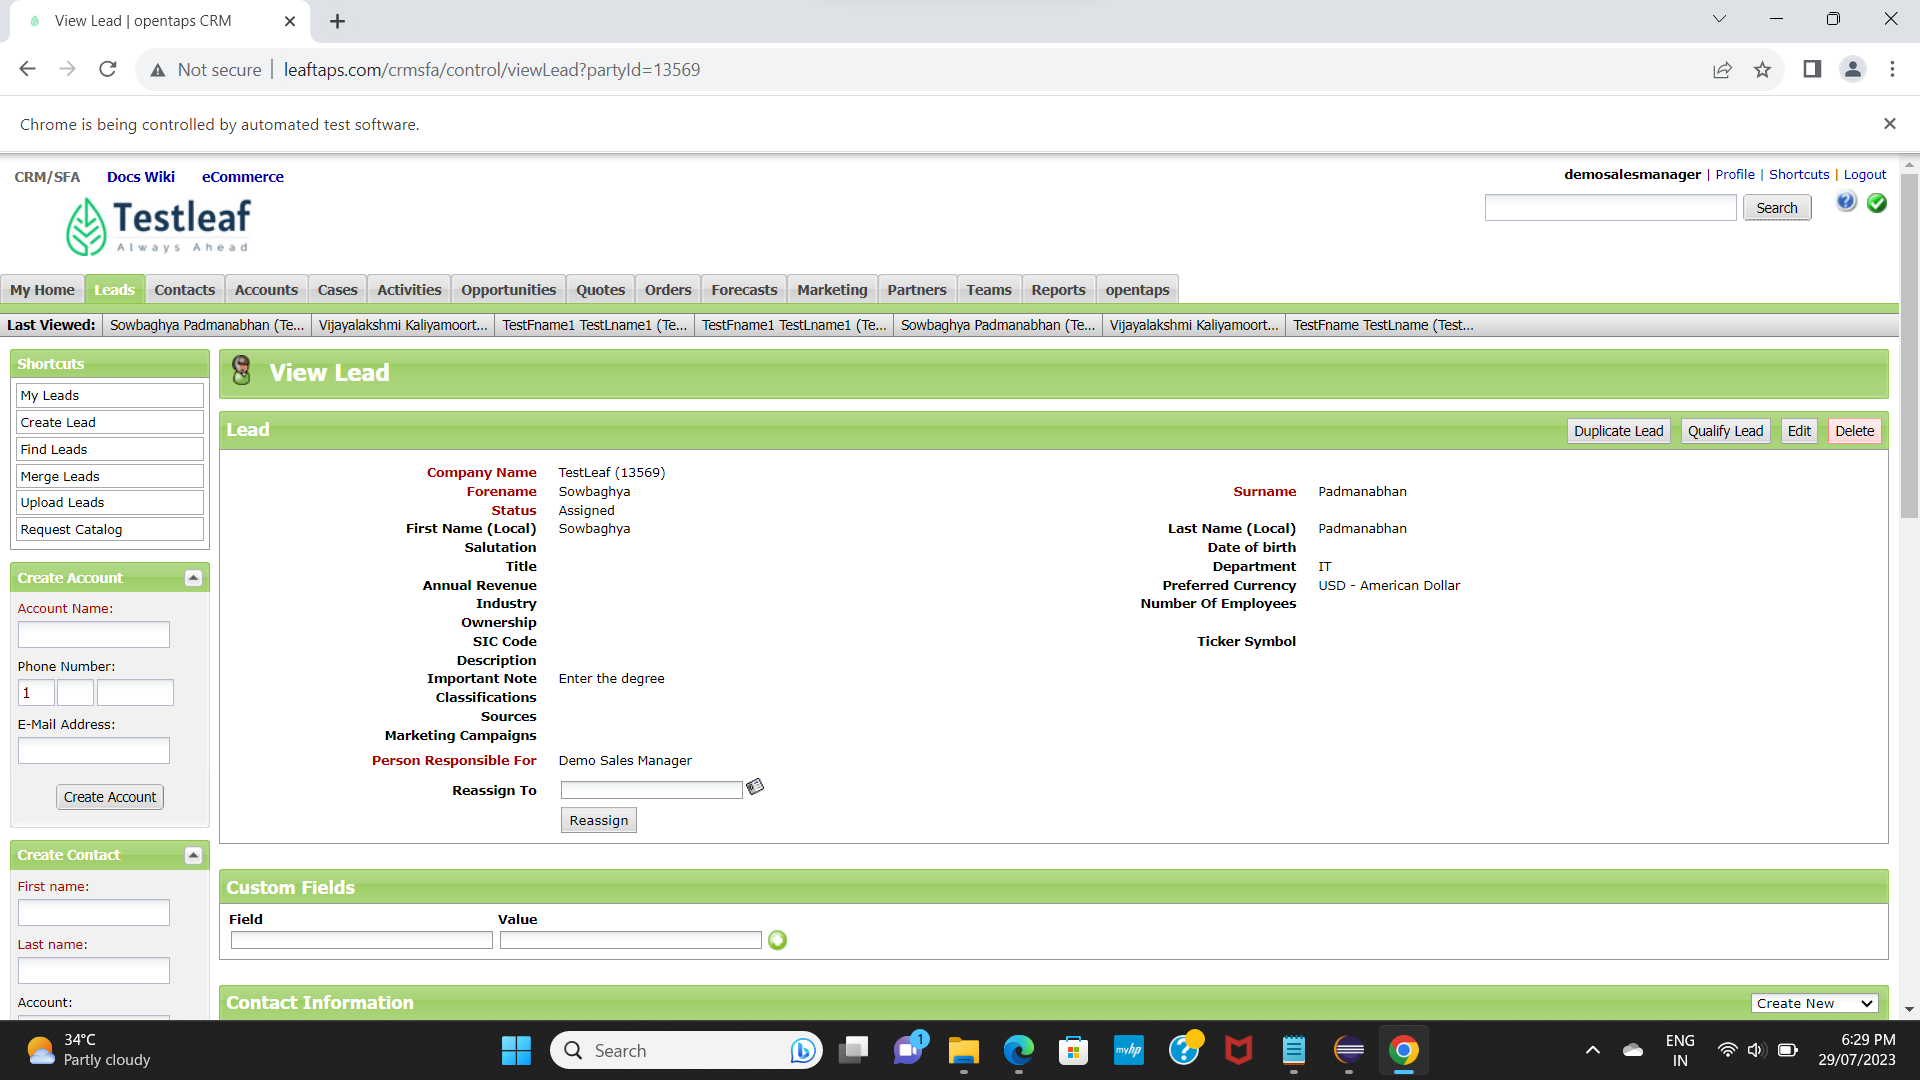 View Lead | opentaps CRM
Not secure | leaftaps.com/crmsfa/control/viewLead?partyId=13569
Chrome is being controlled by automated test software.
CRM/SFA Docs Wiki eCommerce
demosalesmanager | Profile | Shortcuts | Logout
Testleaf
Always Ahead
Search
My Home Leads Contacts Accounts Cases Activities Opportunities Quotes Orders Forecasts Marketing Partners Teams Reports opentaps
Last Viewed: Sowbaghya Padmanabhan (Te... Vijayalakshmi Kaliyamoort... TestFname1 TestLname1 (Te... TestFname1 TestLname1 (Te... Sowbaghya Padmanabhan (Te... Vijayalakshmi Kaliyamoort... TestFname TestLname (Test...
Shortcuts
My Leads
Create Lead
Find Leads
Merge Leads
Upload Leads
Request Catalog
Create Account
Account Name:
Phone Number:
1
E-Mail Address:
Create Account
Create Contact
First name:
Last name:
Account:
View Lead
Lead
Duplicate Lead Qualify Lead Edit Delete
Company Name TestLeaf (13569)
Forename Sowbaghya Surname Padmanabhan
Status Assigned
First Name (Local) Sowbaghya Last Name (Local) Padmanabhan
Salutation Date of birth
Title Department IT
Annual Revenue Preferred Currency USD - American Dollar
Industry Number Of Employees
Ownership
SIC Code Ticker Symbol
Description
Important Note Enter the degree
Classifications
Sources
Marketing Campaigns
Person Responsible For Demo Sales Manager
Reassign To
Reassign
Custom Fields
Field Value
Contact Information
Create New
34°C
Partly cloudy
Search
1
myhp
ENG
IN
6:29 PM
29/07/2023